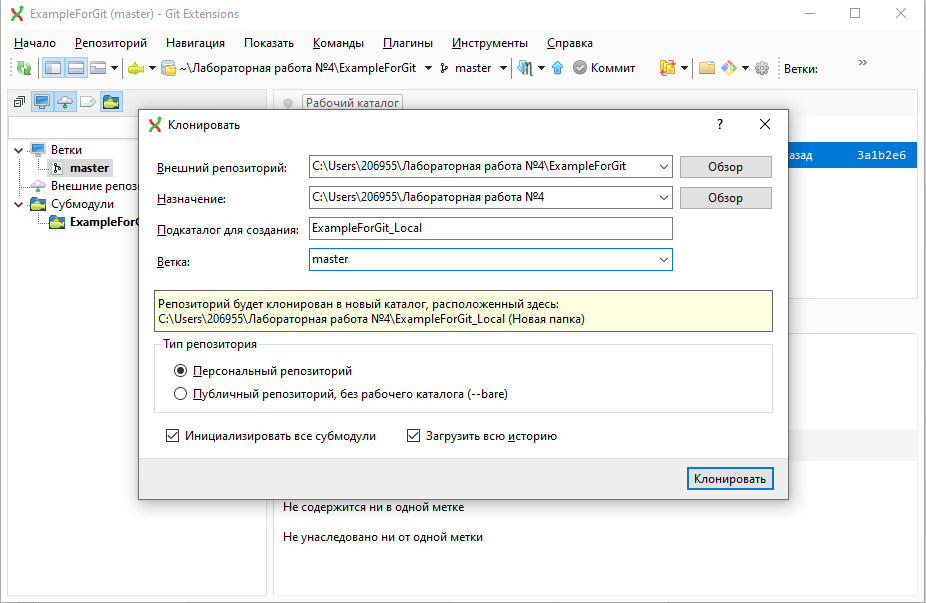 ExampleForGit (master) - Git Extensions
Начало Репозиторий Навигация Показать Команды Плагины Инструменты Справка
~\Лабораторная работа №4\ExampleForGit master Коммит Ветки: »
Рабочий каталог
Ветки
master
Внешние репоз
Субмодули
ExampleForG
азад 3a1b2e6
Клонировать ?
Внешний репозиторий: C:\Users\206955\Лабораторная работа №4\ExampleForGit Обзор
Назначение: C:\Users\206955\Лабораторная работа №4 Обзор
Подкаталог для создания: ExampleForGit_Local
Ветка: master
Репозиторий будет клонирован в новый каталог, расположенный здесь:
C:\Users\206955\Лабораторная работа №4\ExampleForGit_Local (Новая папка)
Тип репозитория
Персональный репозиторий
Публичный репозиторий, без рабочего каталога (--bare)
Инициализировать все субмодули Загрузить всю историю
Клонировать
Не содержится ни в одной метке
Не унаследовано ни от одной метки